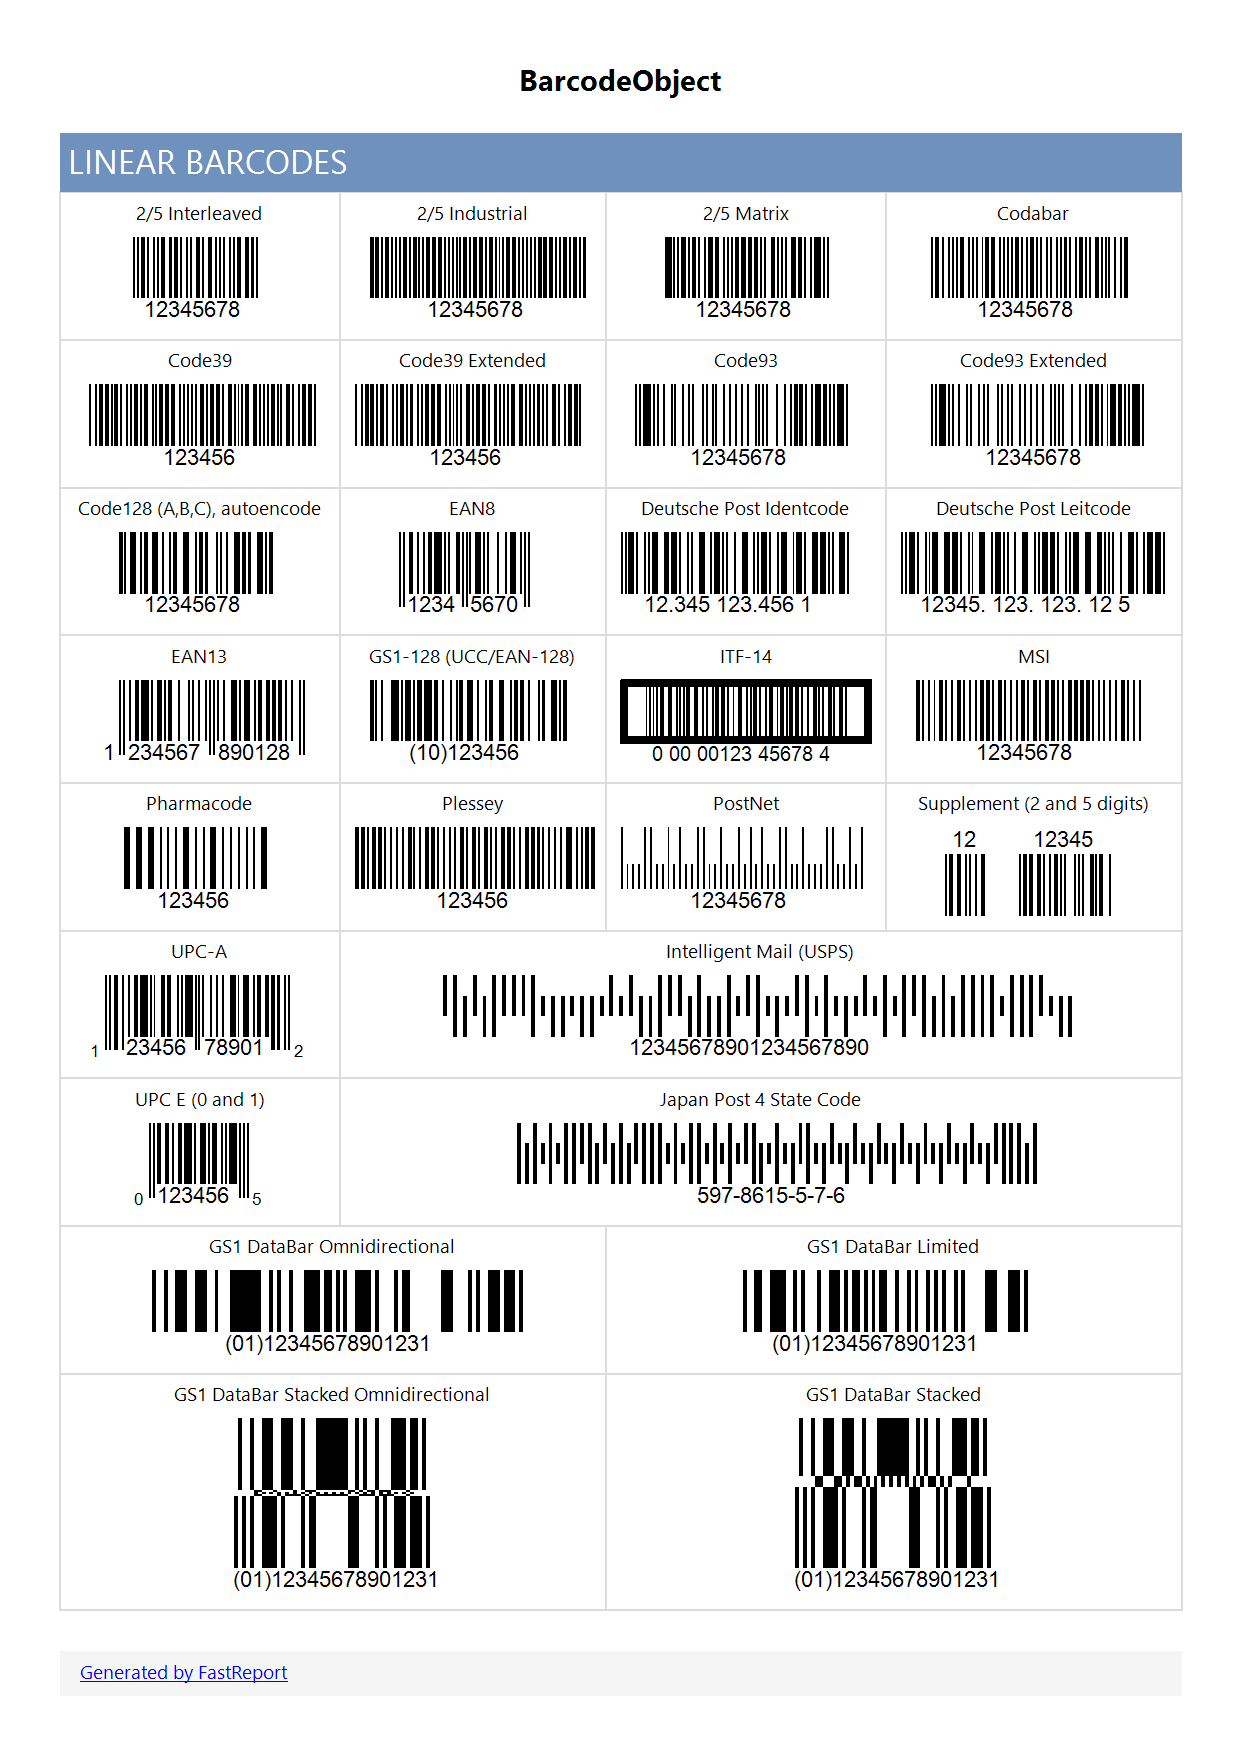 BarcodeObject
LINEAR BARCODES
2/5 Interleaved
12345678
2/5 Industrial
12345678
2/5 Matrix
12345678
Codabar
12345678
Code39
123456
Code39 Extended
123456
Code93
12345678
Code93 Extended
12345678
Code128 (A,B,C), autoencode
12345678
EAN8
1234 5670
Deutsche Post Identcode
12.345 123.456 1
Deutsche Post Leitcode
12345. 123. 123. 12 5
EAN13
1 234567 890128
GS1-128 (UCC/EAN-128)
(10)123456
ITF-14
0 00 00123 45678 4
MSI
12345678
Pharmacode
123456
Plessey
123456
PostNet
12345678
Supplement (2 and 5 digits)
12 12345
UPC-A
1 23456 78901 2
Intelligent Mail (USPS)
12345678901234567890
UPC E (0 and 1)
0 123456 5
Japan Post 4 State Code
597-8615-5-7-6
GS1 DataBar Omnidirectional
(01)12345678901231
GS1 DataBar Limited
(01)12345678901231
GS1 DataBar Stacked Omnidirectional
(01)12345678901231
GS1 DataBar Stacked
(01)12345678901231
Generated by FastReport